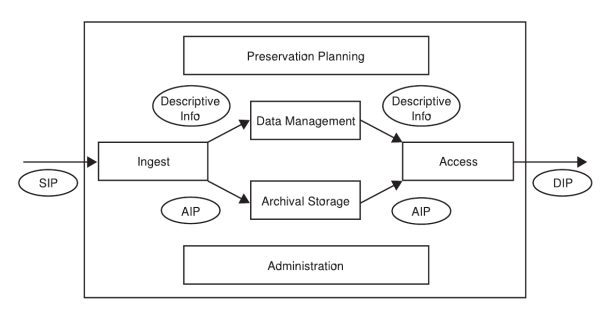 Preservation Planning
Descriptive
Info
Descriptive
Info
Data Management
Ingest
Access
SIP
DIP
AIP
Archival Storage
AIP
Administration